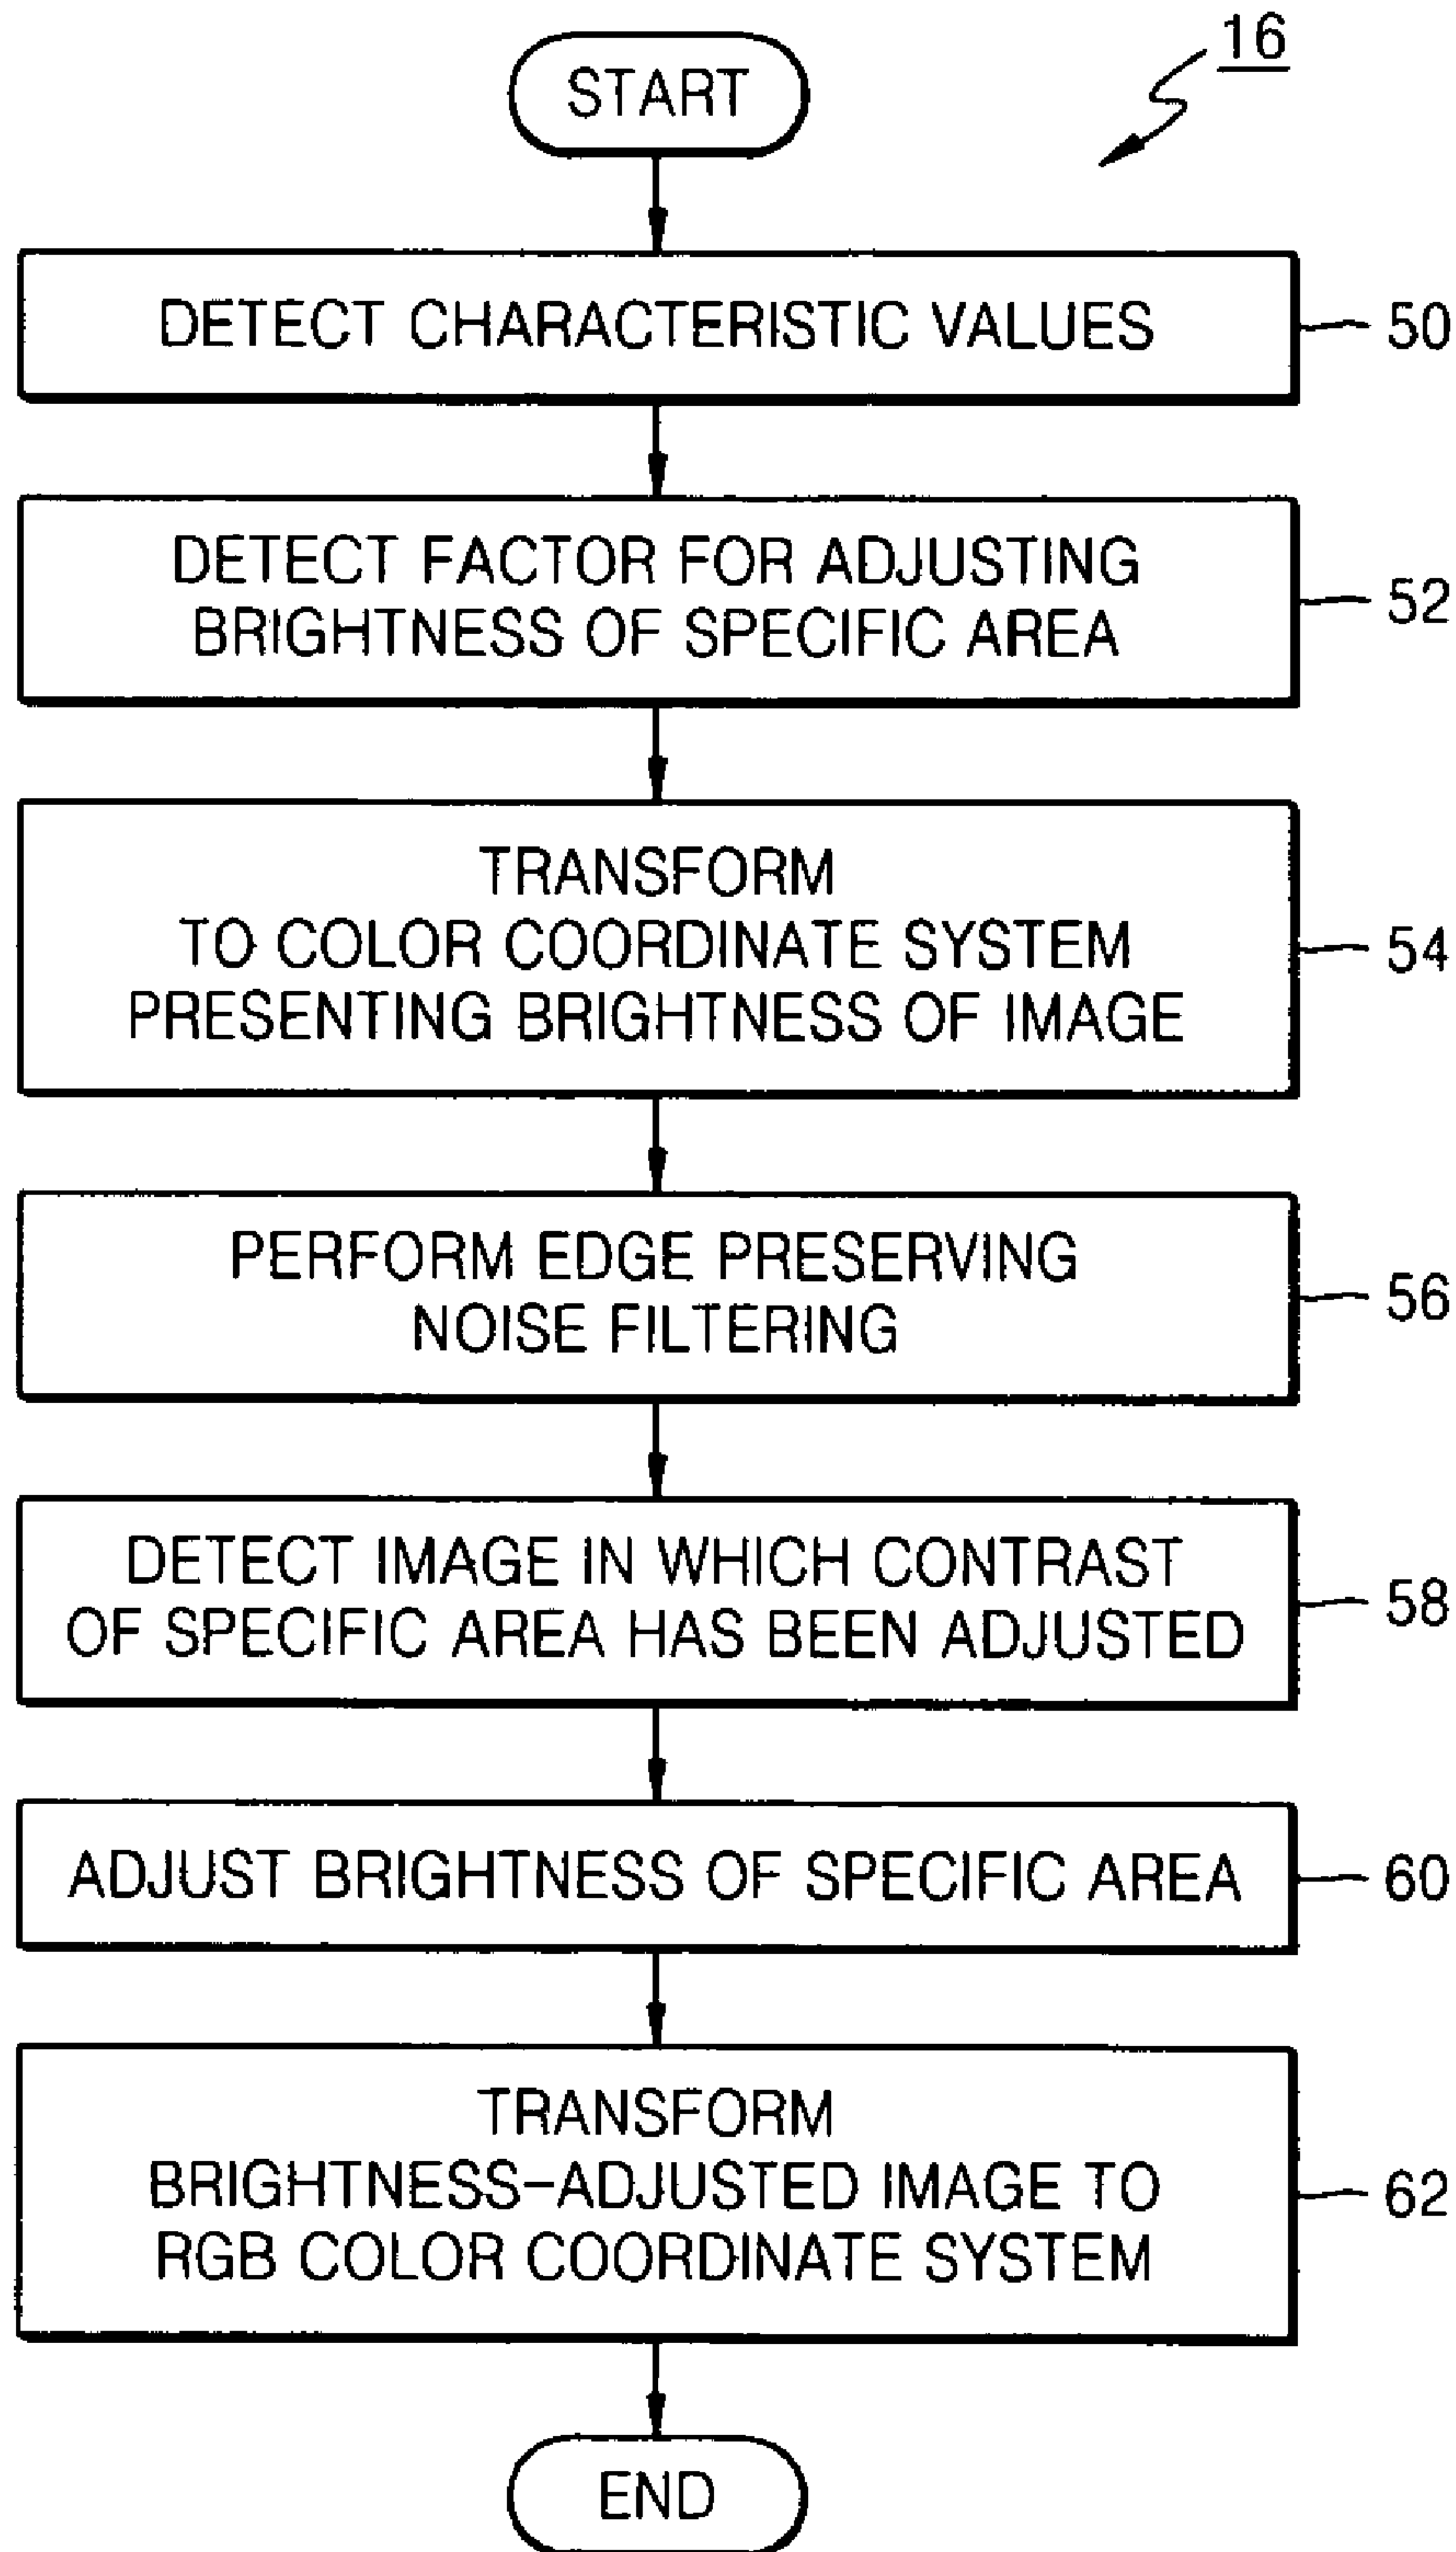 16
START
DETECT CHARACTERISTIC VALUES
50
DETECT FACTOR FOR ADJUSTING
BRIGHTNESS OF SPECIFIC AREA
52
TRANSFORM
TO COLOR COORDINATE SYSTEM
PRESENTING BRIGHTNESS OF IMAGE
54
PERFORM EDGE PRESERVING
NOISE FILTERING
56
DETECT IMAGE IN WHICH CONTRAST
OF SPECIFIC AREA HAS BEEN ADJUSTED
58
ADJUST BRIGHTNESS OF SPECIFIC AREA
60
TRANSFORM
BRIGHTNESS-ADJUSTED IMAGE TO
RGB COLOR COORDINATE SYSTEM
62
END